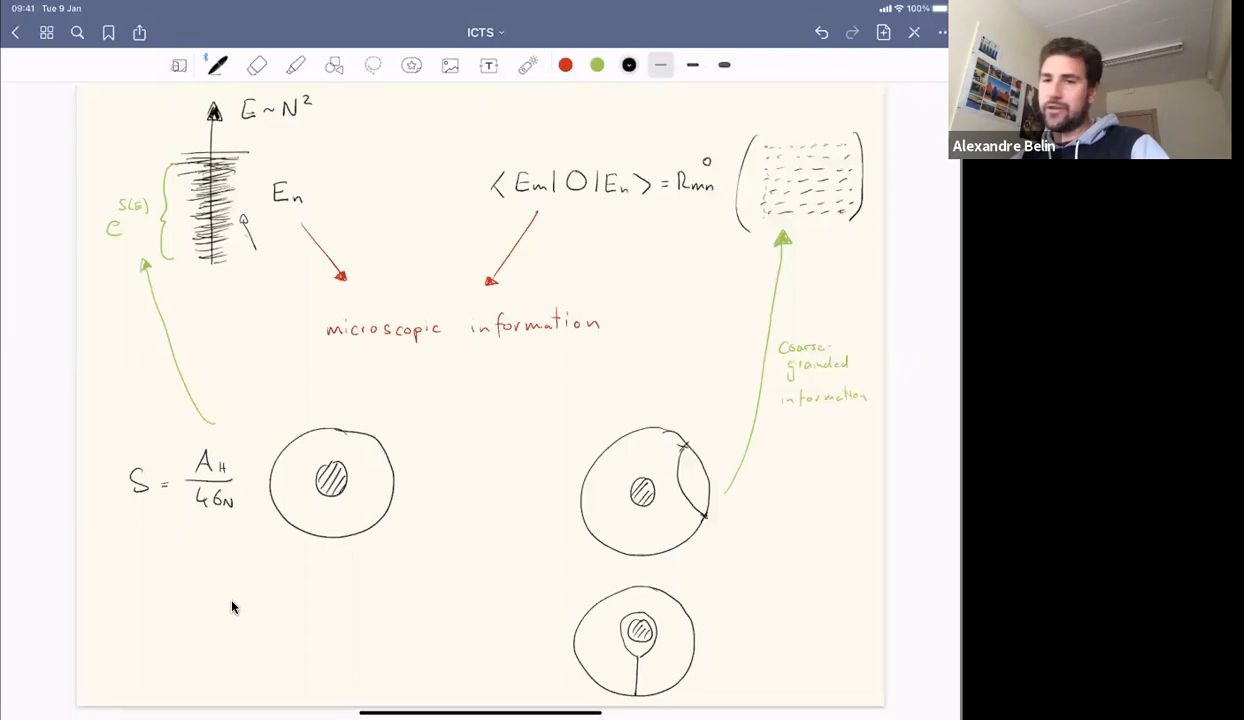 09:41 Tue 9 Jan
100%
ICTS
E ~ N²
⟨Em|O|En⟩ = Rmn^O
En
e^S(E)
microscopic information
Coarse-
grainded
information
S = A_H / 4G_N
Alexandre Belin